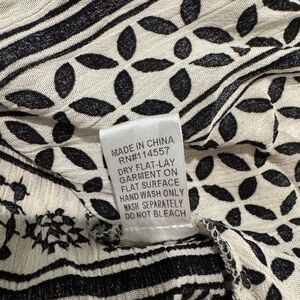 MADE IN CHINA
RN#114557
DRY FLAT-LAY
GARMENT ON
FLAT SURFACE
HAND WASH ONLY
WASH SEPARATELY
DO NOT BLEACH